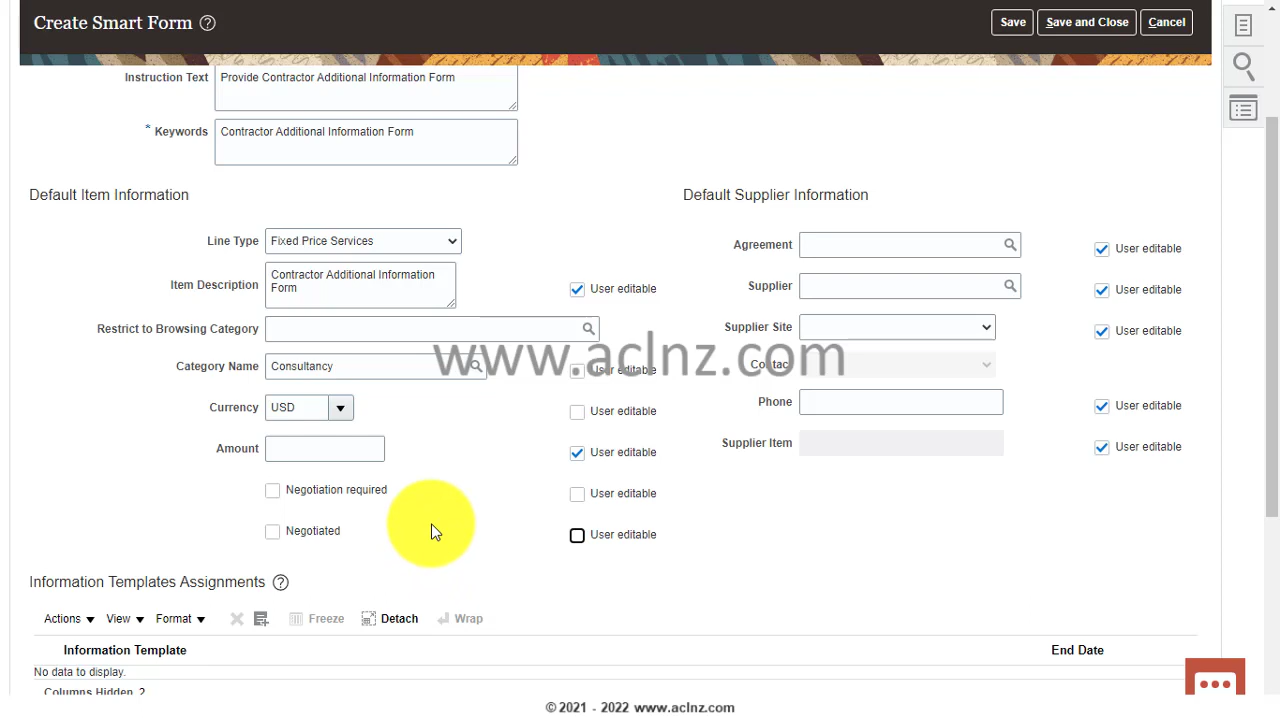 Create Smart Form ?
Save
Save and Close
Cancel
Instruction Text
Provide Contractor Additional Information Form
* Keywords
Contractor Additional Information Form
Default Item Information
Line Type
Fixed Price Services
Item Description
Contractor Additional Information
Form
User editable
Restrict to Browsing Category
Category Name
Consultancy
User editable
Currency
USD
User editable
Amount
User editable
Negotiation required
User editable
Negotiated
User editable
Default Supplier Information
Agreement
User editable
Supplier
User editable
Supplier Site
User editable
Contact
Phone
User editable
Supplier Item
User editable
www.aclnz.com
Information Templates Assignments ?
Actions View Format Freeze Detach Wrap
Information Template End Date
No data to display.
Columns Hidden 2
© 2021 - 2022 www.aclnz.com